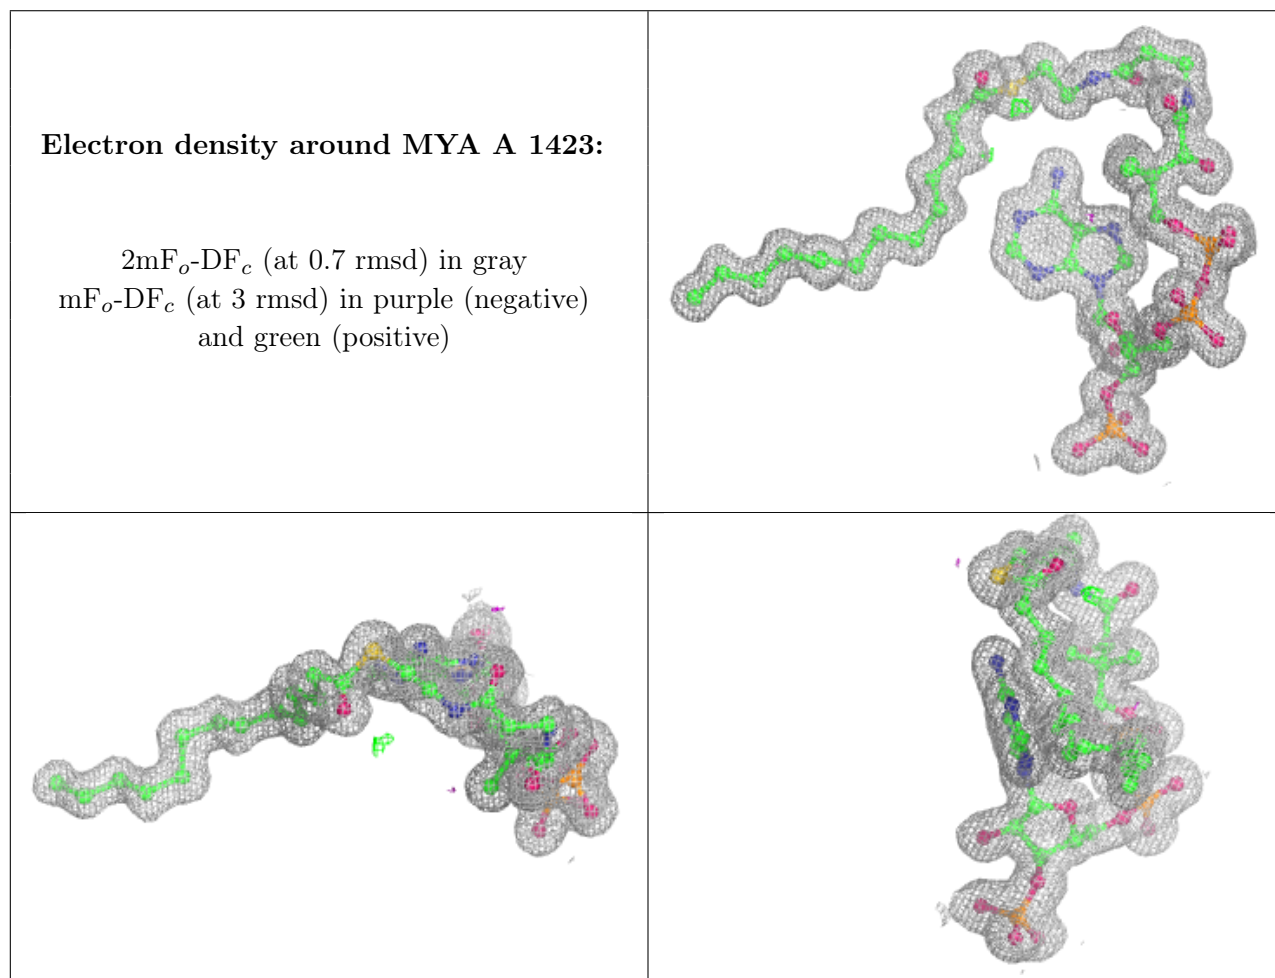 Electron density around MYA A 1423:
2mFo-DFc (at 0.7 rmsd) in gray
mFo-DFc (at 3 rmsd) in purple (negative)
and green (positive)